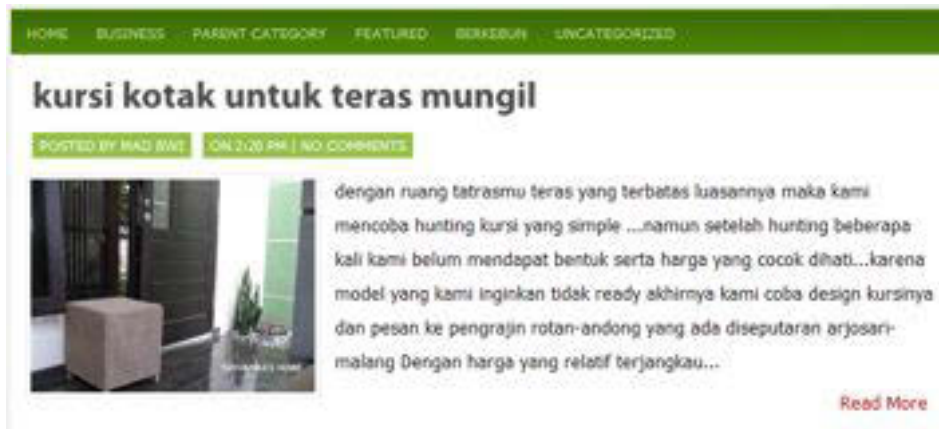 HOME BUSINESS PARENT CATEGORY FEATURED BERKEBUN UNCATEGORIZED
kursi kotak untuk teras mungil
POSTED BY MAD BWI ON 2:20 PM | NO COMMENTS
dengan ruang tatrasmu teras yang terbatas luasannya maka kami
mencoba hunting kursi yang simple ...namun setelah hunting beberapa
kali kami belum mendapat bentuk serta harga yang cocok dihati...karena
model yang kami inginkan tidak ready akhirnya kami coba design kursinya
dan pesan ke pengrajin rotan-andong yang ada diseputaran arjosari-
malang Dengan harga yang relatif terjangkau...
Read More